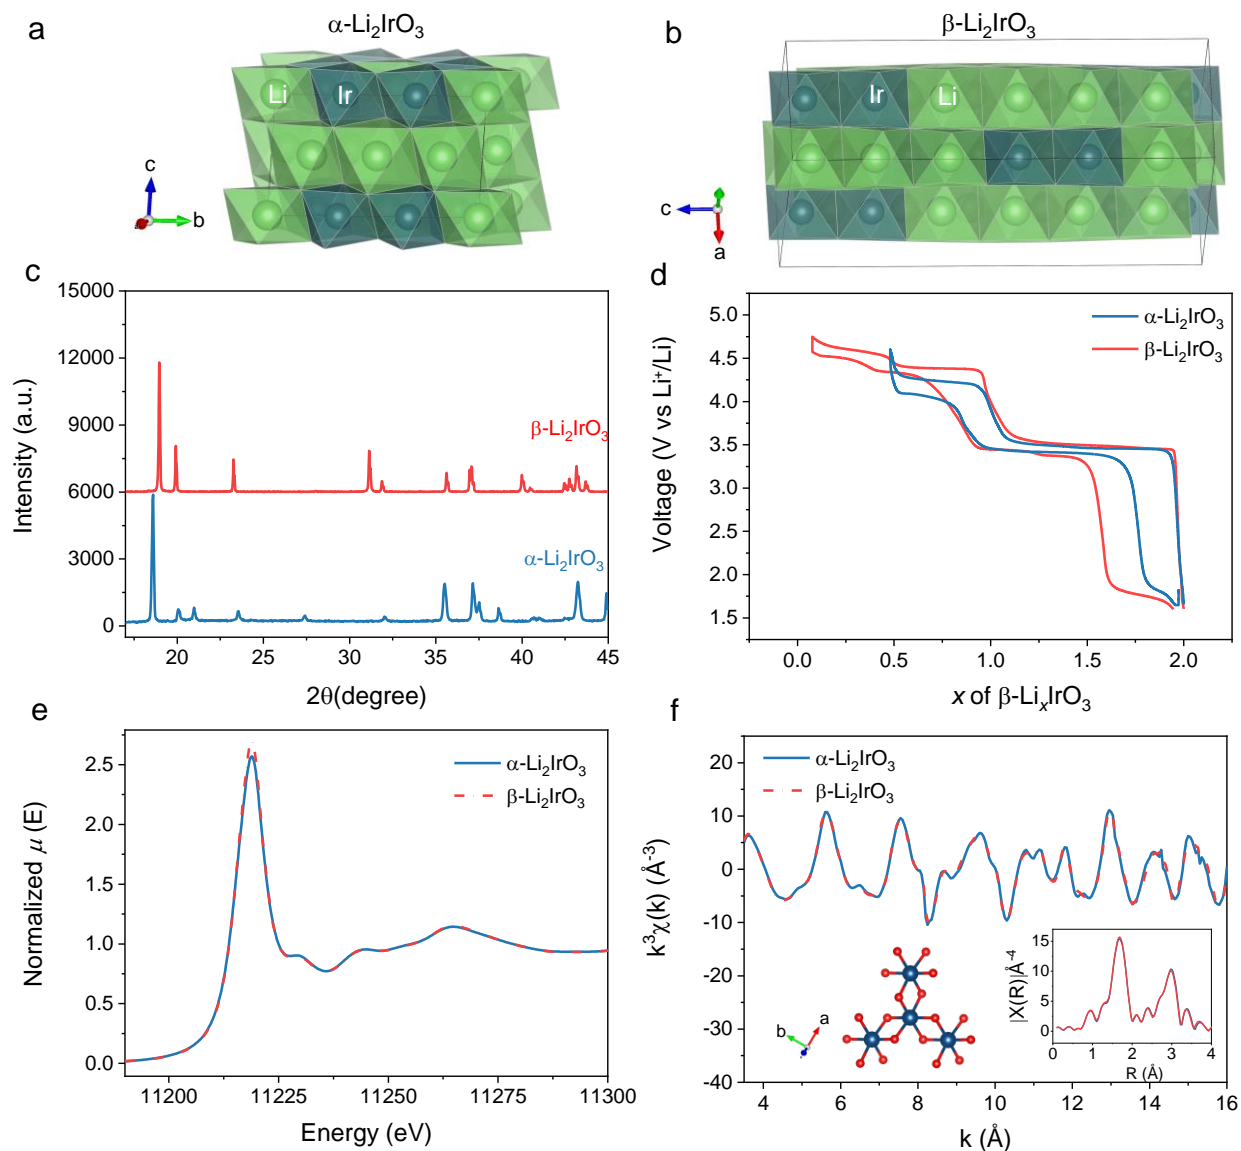 a
α-Li₂IrO₃
Li
Ir
c
b
b
β-Li₂IrO₃
Ir
Li
c
a
c
15000
12000
9000
6000
3000
0
Intensity (a.u.)
β-Li₂IrO₃
α-Li₂IrO₃
20 25 30 35 40 45
2θ(degree)
d
5.0
4.5
4.0
3.5
3.0
2.5
2.0
1.5
Voltage (V vs Li⁺/Li)
α-Li₂IrO₃
β-Li₂IrO₃
0.0 0.5 1.0 1.5 2.0
x of β-LiₓIrO₃
e
2.5
2.0
1.5
1.0
0.5
0.0
Normalized μ (E)
α-Li₂IrO₃
β-Li₂IrO₃
11200 11225 11250 11275 11300
Energy (eV)
f
20
10
0
-10
-20
-30
-40
k³χ(k) (Å⁻³)
α-Li₂IrO₃
β-Li₂IrO₃
b
a
15
10
5
0
|X(R)|Å⁻⁴
0 1 2 3 4
R (Å)
4 6 8 10 12 14 16
k (Å)